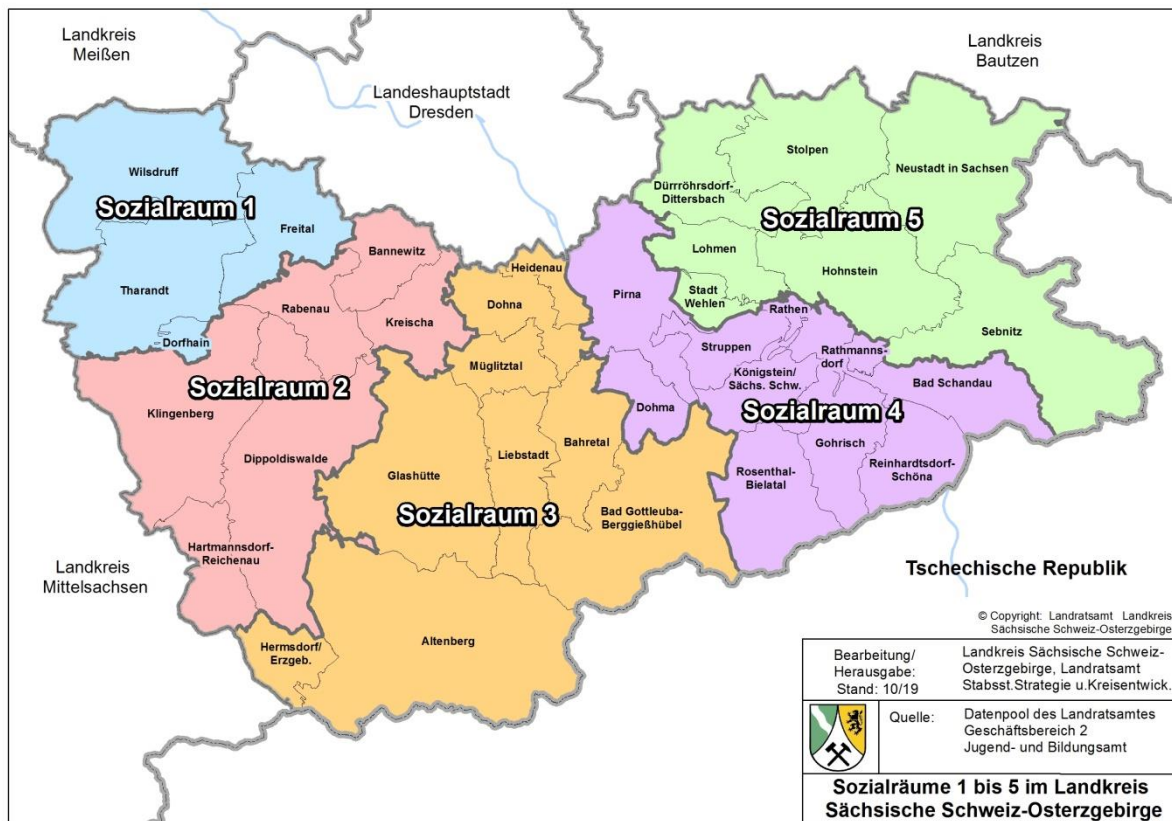 Landkreis
Meißen
Landkreis
Bautzen
Landeshauptstadt
Dresden
Wilsdruff
Sozialraum 1
Freital
Tharandt
Dorfhain
Bannewitz
Rabenau
Kreischa
Sozialraum 2
Klingenberg
Dippoldiswalde
Hartmannsdorf-
Reichenau
Heidenau
Dohna
Müglitztal
Glashütte
Liebstadt
Bahretal
Sozialraum 3
Bad Gottleuba-
Berggießhübel
Hermsdorf/
Erzgeb.
Altenberg
Pirna
Struppen
Rathen
Rathmanns-
dorf
Königstein/
Sächs. Schw.
Bad Schandau
Dohma
Sozialraum 4
Gohrisch
Rosenthal-
Bielatal
Reinhardtsdorf-
Schöna
Stolpen
Neustadt in Sachsen
Dürrröhrsdorf-
Dittersbach
Sozialraum 5
Lohmen
Hohnstein
Stadt
Wehlen
Sebnitz
Landkreis
Mittelsachsen
Tschechische Republik
© Copyright: Landratsamt Landkreis
Sächsische Schweiz-Osterzgebirge
Bearbeitung/
Herausgabe:
Stand: 10/19
Landkreis Sächsische Schweiz-
Osterzgebirge, Landratsamt
Stabsst.Strategie u.Kreisentwick.
Quelle:
Datenpool des Landratsamtes
Geschäftsbereich 2
Jugend- und Bildungsamt
Sozialräume 1 bis 5 im Landkreis
Sächsische Schweiz-Osterzgebirge